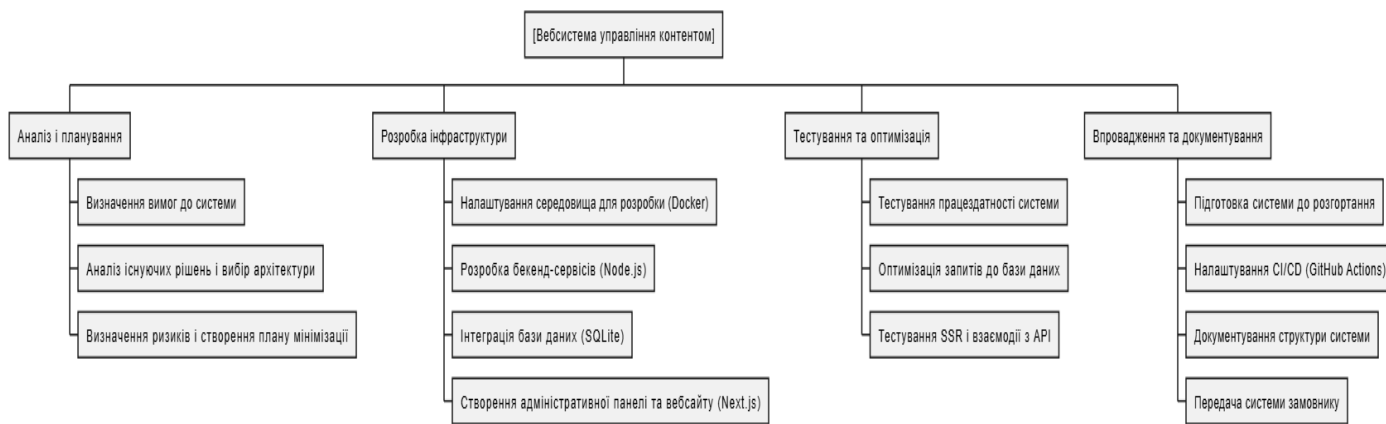 [Вебсистема управління контентом]
Аналіз і планування
Визначення вимог до системи
Аналіз існуючих рішень і вибір архітектури
Визначення ризиків і створення плану мінімізації
Розробка інфраструктури
Налаштування середовища для розробки (Docker)
Розробка бекенд-сервісів (Node.js)
Інтеграція бази даних (SQLite)
Створення адміністративної панелі та вебсайту (Next.js)
Тестування та оптимізація
Тестування працездатності системи
Оптимізація запитів до бази даних
Тестування SSR і взаємодії з API
Впровадження та документування
Підготовка системи до розгортання
Налаштування CI/CD (GitHub Actions)
Документування структури системи
Передача системи замовнику